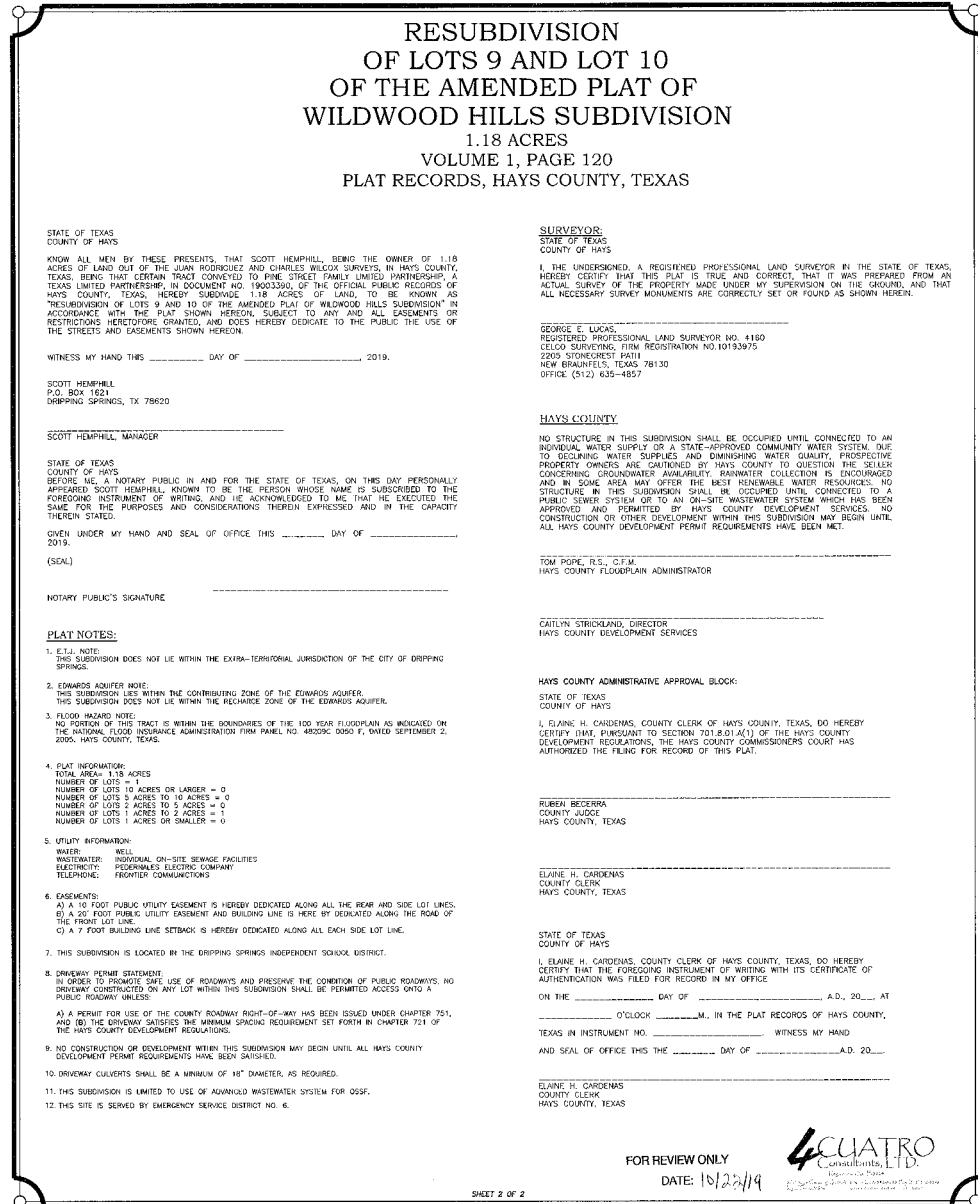 RESUBDIVISION
OF LOTS 9 AND LOT 10
OF THE AMENDED PLAT OF
WILDWOOD HILLS SUBDIVISION
1.18 ACRES
VOLUME 1, PAGE 120
PLAT RECORDS, HAYS COUNTY, TEXAS
STATE OF TEXAS
COUNTY OF HAYS
KNOW ALL MEN BY THESE PRESENTS, THAT SCOTT HEMPHILL, BEING THE OWNER OF 1.18
ACRES OF LAND OUT OF THE JUAN RODRIGUEZ AND CHARLES WILCOX SURVEYS, IN HAYS COUNTY,
TEXAS, BEING THAT CERTAIN TRACT CONVEYED TO PINE STREET FAMILY LIMITED PARTNERSHIP, A
TEXAS LIMITED PARTNERSHIP, IN DOCUMENT NO. 19003390, OF THE OFFICIAL PUBLIC RECORDS OF
HAYS COUNTY, TEXAS, HEREBY SUBDIVIDE 1.18 ACRES OF LAND, TO BE KNOWN AS
"RESUBDIVISION OF LOTS 9 AND 10 OF THE AMENDED PLAT OF WILDWOOD HILLS SUBDIVISION" IN
ACCORDANCE WITH THE PLAT SHOWN HEREON, SUBJECT TO ANY AND ALL EASEMENTS OR
RESTRICTIONS HERETOFORE GRANTED, AND DOES HEREBY DEDICATE TO THE PUBLIC THE USE OF
THE STREETS AND EASEMENTS SHOWN HEREON.
WITNESS MY HAND THIS __________ DAY OF ____________________, 2019.
SCOTT HEMPHILL
P.O. BOX 1621
DRIPPING SPRINGS, TX 78620
SCOTT HEMPHILL, MANAGER
STATE OF TEXAS
COUNTY OF HAYS
BEFORE ME, A NOTARY PUBLIC IN AND FOR THE STATE OF TEXAS, ON THIS DAY PERSONALLY
APPEARED SCOTT HEMPHILL, KNOWN TO BE THE PERSON WHOSE NAME IS SUBSCRIBED TO THE
FOREGOING INSTRUMENT OF WRITING, AND HE ACKNOWLEDGED TO ME THAT HE EXECUTED THE
SAME FOR THE PURPOSES AND CONSIDERATIONS THEREIN EXPRESSED AND IN THE CAPACITY
THEREIN STATED.
GIVEN UNDER MY HAND AND SEAL OF OFFICE THIS ________ DAY OF ____________________,
2019.
(SEAL)
NOTARY PUBLIC'S SIGNATURE
PLAT NOTES:
1. E.T.J. NOTE:
THIS SUBDIVISION DOES NOT LIE WITHIN THE EXTRA-TERRITORIAL JURISDICTION OF THE CITY OF DRIPPING
SPRINGS.
2. EDWARDS AQUIFER NOTE:
THIS SUBDIVISION LIES WITHIN THE CONTRIBUTING ZONE OF THE EDWARDS AQUIFER.
THIS SUBDIVISION DOES NOT LIE WITHIN THE RECHARGE ZONE OF THE EDWARDS AQUIFER.
3. FLOOD HAZARD NOTE:
NO PORTION OF THIS TRACT IS WITHIN THE BOUNDARIES OF THE 100 YEAR FLOODPLAIN AS INDICATED ON
THE NATIONAL FLOOD INSURANCE ADMINISTRATION FIRM PANEL NO. 48209C 0050 F, DATED SEPTEMBER 2,
2005. HAYS COUNTY, TEXAS.
4. PLAT INFORMATION:
TOTAL AREA= 1.18 ACRES
NUMBER OF LOTS = 1
NUMBER OF LOTS 10 ACRES OR LARGER = 0
NUMBER OF LOTS 5 ACRES TO 10 ACRES = 0
NUMBER OF LOTS 2 ACRES TO 5 ACRES = 0
NUMBER OF LOTS 1 ACRES TO 2 ACRES = 1
NUMBER OF LOTS 1 ACRES OR SMALLER = 0
5. UTILITY INFORMATION:
WATER: WELL
WASTEWATER: INDIVIDUAL ON-SITE SEWAGE FACILITIES
ELECTRICITY: PEDERNALES ELECTRIC COMPANY
TELEPHONE: FRONTIER COMMUNICATIONS
6. EASEMENTS:
A) A 10 FOOT PUBLIC UTILITY EASEMENT IS HEREBY DEDICATED ALONG ALL THE REAR AND SIDE LOT LINES.
B) A 20' FOOT PUBLIC UTILITY EASEMENT AND BUILDING LINE IS HERE BY DEDICATED ALONG THE ROAD OF
THE FRONT LOT LINE.
C) A 7 FOOT BUILDING LINE SETBACK IS HEREBY DEDICATED ALONG ALL EACH SIDE LOT LINE.
7. THIS SUBDIVISION IS LOCATED IN THE DRIPPING SPRINGS INDEPENDENT SCHOOL DISTRICT.
8. DRIVEWAY PERMIT STATEMENT:
IN ORDER TO PROMOTE SAFE USE OF ROADWAYS AND PRESERVE THE CONDITION OF PUBLIC ROADWAYS, NO
DRIVEWAY CONSTRUCTED ON ANY LOT WITHIN THIS SUBDIVISION SHALL BE PERMITTED ACCESS ONTO A
PUBLIC ROADWAY UNLESS:
A) A PERMIT FOR USE OF THE COUNTY ROADWAY RIGHT-OF-WAY HAS BEEN ISSUED UNDER CHAPTER 751,
AND (B) THE DRIVEWAY SATISFIES THE MINIMUM SPACING REQUIREMENT SET FORTH IN CHAPTER 721 OF
THE HAYS COUNTY DEVELOPMENT REGULATIONS.
9. NO CONSTRUCTION OR DEVELOPMENT WITHIN THIS SUBDIVISION MAY BEGIN UNTIL ALL HAYS COUNTY
DEVELOPMENT PERMIT REQUIREMENTS HAVE BEEN SATISFIED.
10. DRIVEWAY CULVERTS SHALL BE A MINIMUM OF 18" DIAMETER, AS REQUIRED.
11. THIS SUBDIVISION IS LIMITED TO USE OF ADVANCED WASTEWATER SYSTEM FOR OSSF.
12. THIS SITE IS SERVED BY EMERGENCY SERVICE DISTRICT NO. 6.
SURVEYOR:
STATE OF TEXAS
COUNTY OF HAYS
I, THE UNDERSIGNED, A REGISTERED PROFESSIONAL LAND SURVEYOR IN THE STATE OF TEXAS,
HEREBY CERTIFY THAT THIS PLAT IS TRUE AND CORRECT, THAT IT WAS PREPARED FROM AN
ACTUAL SURVEY OF THE PROPERTY MADE UNDER MY SUPERVISION ON THE GROUND, AND THAT
ALL NECESSARY SURVEY MONUMENTS ARE CORRECTLY SET OR FOUND AS SHOWN HEREIN.
GEORGE E. LUCAS,
REGISTERED PROFESSIONAL LAND SURVEYOR NO. 4160
CELCO SURVEYING, FIRM REGISTRATION NO.10193975
2205 STONECREST PATH
NEW BRAUNFELS, TEXAS 78130
OFFICE (512) 635-4857
HAYS COUNTY
NO STRUCTURE IN THIS SUBDIVISION SHALL BE OCCUPIED UNTIL CONNECTED TO AN
INDIVIDUAL WATER SUPPLY OR A STATE-APPROVED COMMUNITY WATER SYSTEM. DUE
TO DECLINING WATER SUPPLIES AND DIMINISHING WATER QUALITY, PROSPECTIVE
PROPERTY OWNERS ARE CAUTIONED BY HAYS COUNTY TO QUESTION THE SELLER
CONCERNING GROUNDWATER AVAILABILITY. RAINWATER COLLECTION IS ENCOURAGED
AND IN SOME AREA MAY OFFER THE BEST RENEWABLE WATER RESOURCES. NO
STRUCTURE IN THIS SUBDIVISION SHALL BE OCCUPIED UNTIL CONNECTED TO A
PUBLIC SEWER SYSTEM OR TO AN ON-SITE WASTEWATER SYSTEM WHICH HAS BEEN
APPROVED AND PERMITTED BY HAYS COUNTY DEVELOPMENT SERVICES. NO
CONSTRUCTION OR OTHER DEVELOPMENT WITHIN THIS SUBDIVISION MAY BEGIN UNTIL
ALL HAYS COUNTY DEVELOPMENT PERMIT REQUIREMENTS HAVE BEEN MET.
TOM POPE, R.S., C.F.M.
HAYS COUNTY FLOODPLAIN ADMINISTRATOR
CAITLYN STRICKLAND, DIRECTOR
HAYS COUNTY DEVELOPMENT SERVICES
HAYS COUNTY ADMINISTRATIVE APPROVAL BLOCK:
STATE OF TEXAS
COUNTY OF HAYS
I, ELAINE H. CARDENAS, COUNTY CLERK OF HAYS COUNTY, TEXAS, DO HEREBY
CERTIFY THAT, PURSUANT TO SECTION 701.8.01.A(1) OF THE HAYS COUNTY
DEVELOPMENT REGULATIONS, THE HAYS COUNTY COMMISSIONERS COURT HAS
AUTHORIZED THE FILING FOR RECORD OF THIS PLAT.
RUBEN BECERRA
COUNTY JUDGE
HAYS COUNTY, TEXAS
ELAINE H. CARDENAS
COUNTY CLERK
HAYS COUNTY, TEXAS
STATE OF TEXAS
COUNTY OF HAYS
I, ELAINE H. CARDENAS, COUNTY CLERK OF HAYS COUNTY, TEXAS, DO HEREBY
CERTIFY THAT THE FOREGOING INSTRUMENT OF WRITING WITH ITS CERTIFICATE OF
AUTHENTICATION WAS FILED FOR RECORD IN MY OFFICE
ON THE ______________ DAY OF ______________________, A.D., 20__, AT
______________ O'CLOCK ________M., IN THE PLAT RECORDS OF HAYS COUNTY,
TEXAS IN INSTRUMENT NO. ____________________. WITNESS MY HAND
AND SEAL OF OFFICE THIS THE ________ DAY OF _______________A.D. 20__.
ELAINE H. CARDENAS
COUNTY CLERK
HAYS COUNTY, TEXAS
FOR REVIEW ONLY
DATE: 10/22/19
4CUATRO
Consultants, LTD.
SHEET 2 OF 2